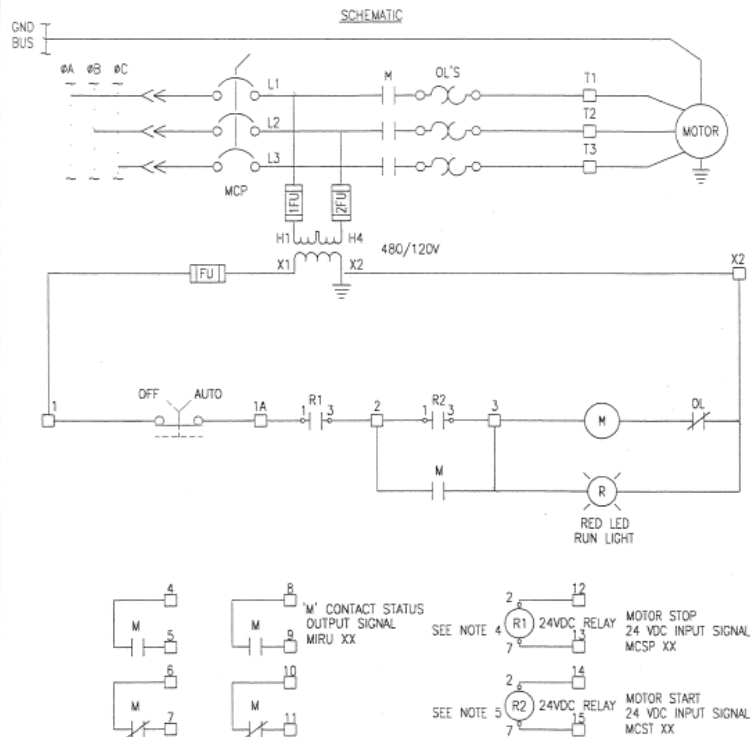 SCHEMATIC
GND
BUS
øA øB øC
L1
M
OL'S
T1
L2
T2
MOTOR
L3
T3
MCP
1FU
2FU
H1
H4
480/120V
X1
X2
X2
FU
OFF
AUTO
1
1A
R1
1 3
2
R2
1 3
3
M
OL
M
R
RED LED
RUN LIGHT
4
M
5
6
M
7
8
'M' CONTACT STATUS
OUTPUT SIGNAL
MIRU XX
M
9
10
M
11
SEE NOTE 4
2
R1
7
24VDC RELAY
12
13
MOTOR STOP
24 VDC INPUT SIGNAL
MCSP XX
SEE NOTE 5
2
R2
7
24VDC RELAY
14
15
MOTOR START
24 VDC INPUT SIGNAL
MCST XX